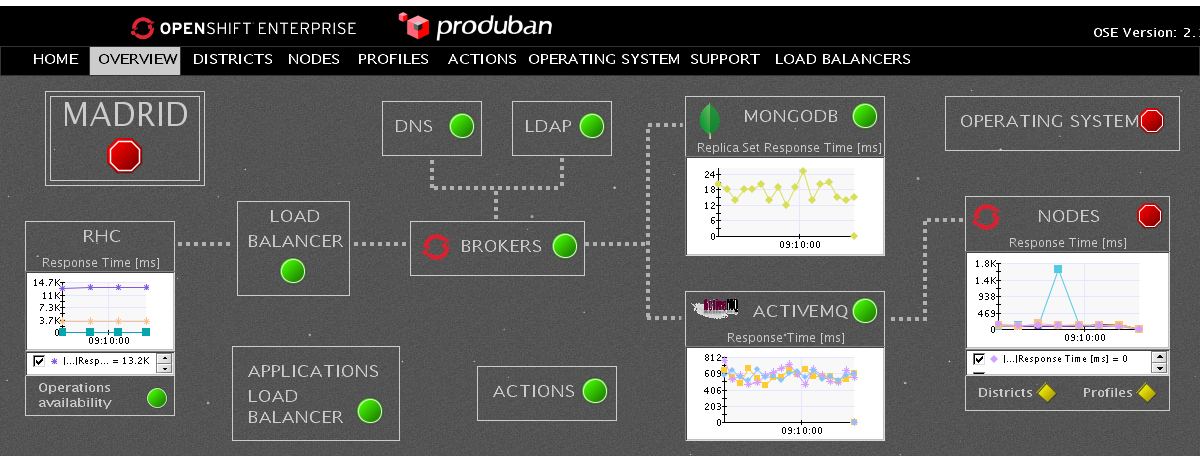 OPENSHIFT ENTERPRISE
produban
OSE Version: 2.
HOME OVERVIEW DISTRICTS NODES PROFILES ACTIONS OPERATING SYSTEM SUPPORT LOAD BALANCERS
MADRID
DNS
LDAP
MONGODB
Replica Set Response Time [ms]
24
18
12
6
0
09:10:00
OPERATING SYSTEM
RHC
Response Time [ms]
14.7K
11K
7.3K
3.7K
0
09:10:00
|...|Resp... = 13.2K
Operations
availability
LOAD
BALANCER
BROKERS
NODES
Response Time [ms]
1.8K
1.4K
938
469
0
09:10:00
|...|Response Time [ms] = 0
Districts
Profiles
ACTIVEMQ
Response Time [ms]
812
609
406
203
0
09:10:00
APPLICATIONS
LOAD
BALANCER
ACTIONS